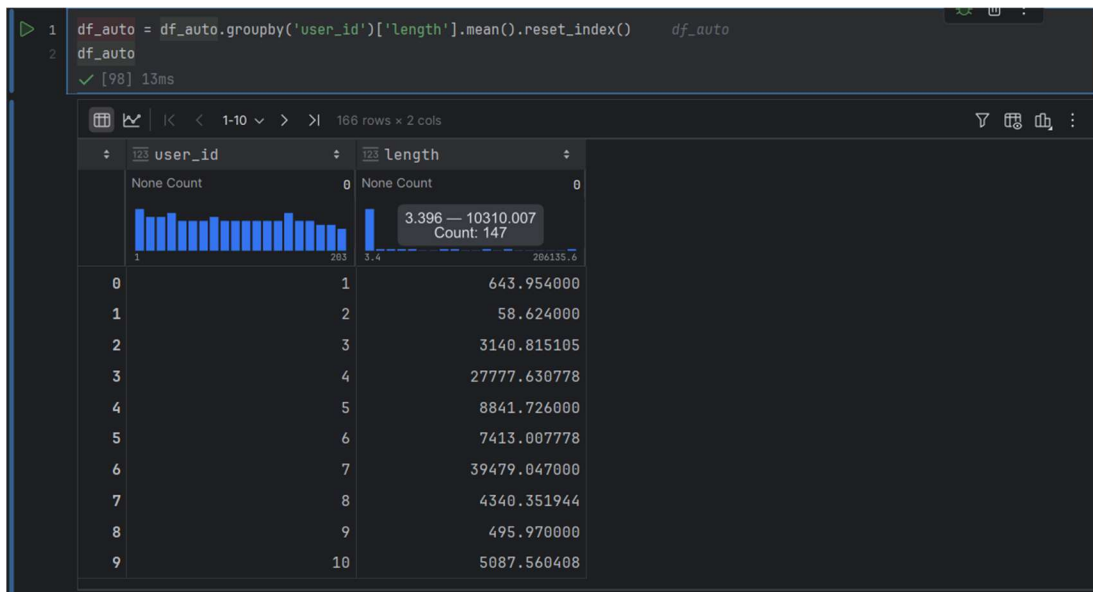 1 df_auto = df_auto.groupby('user_id')['length'].mean().reset_index() df_auto
2 df_auto
✓ [98] 13ms
1-10 166 rows × 2 cols
123 user_id 123 length
None Count 0 None Count 0
3.396 — 10310.007
Count: 147
1 203 3.4 206135.6
0 1 643.954000
1 2 58.624000
2 3 3140.815105
3 4 27777.630778
4 5 8841.726000
5 6 7413.007778
6 7 39479.047000
7 8 4340.351944
8 9 495.970000
9 10 5087.560408